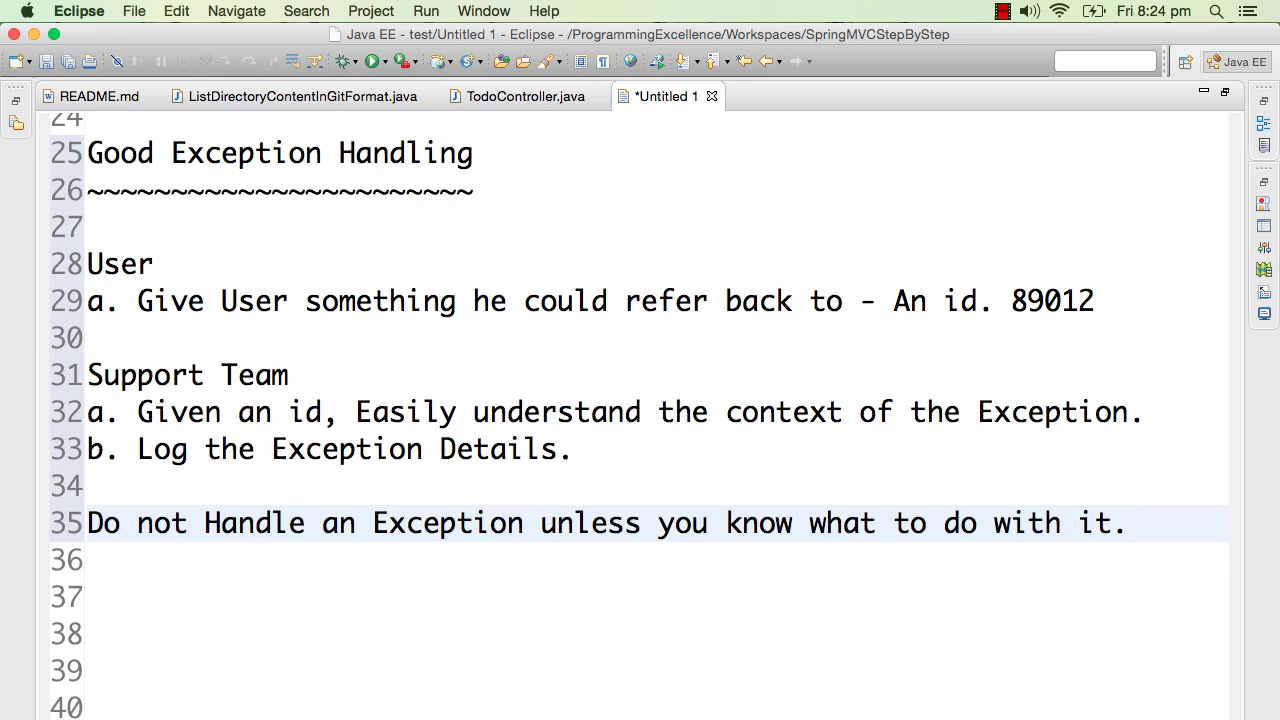 Eclipse File Edit Navigate Search Project Run Window Help Fri 8:24 pm
Java EE - test/Untitled 1 - Eclipse - /ProgrammingExcellence/Workspaces/SpringMVCStepByStep
Java EE
README.md ListDirectoryContentInGitFormat.java TodoController.java *Untitled 1
24
25 Good Exception Handling
26 ~~~~~~~~~~~~~~~~~~~~~~~
27
28 User
29 a. Give User something he could refer back to - An id. 89012
30
31 Support Team
32 a. Given an id, Easily understand the context of the Exception.
33 b. Log the Exception Details.
34
35 Do not Handle an Exception unless you know what to do with it.
36
37
38
39
40